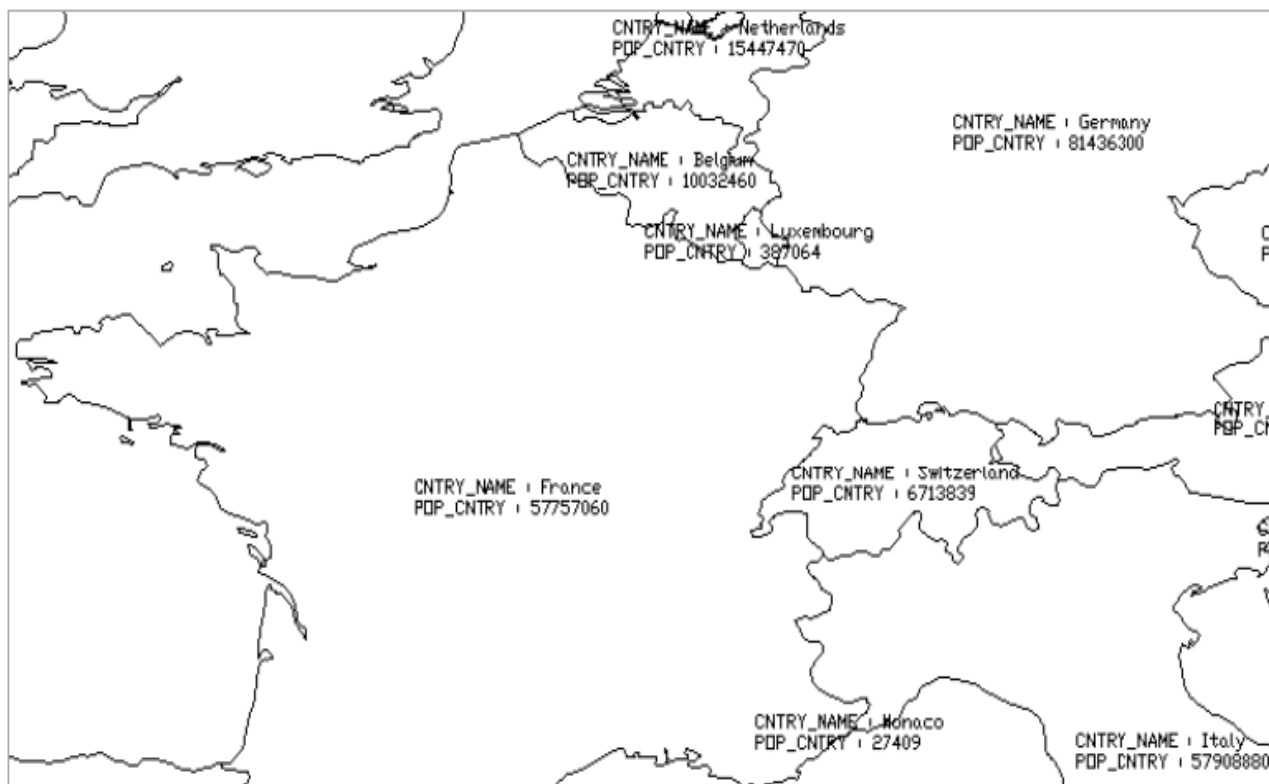 CNTRY_NAME : Netherlands
POP_CNTRY : 15447470
CNTRY_NAME : Germany
POP_CNTRY : 81436300
CNTRY_NAME : Belgium
POP_CNTRY : 10032460
CNTRY_NAME : Luxembourg
POP_CNTRY : 387064
CNTRY_NAME : Switzerland
POP_CNTRY : 6713839
CNTRY_NAME : France
POP_CNTRY : 57757060
CNTRY_NAME : Monaco
POP_CNTRY : 27409
CNTRY_NAME : Italy
POP_CNTRY : 57908880